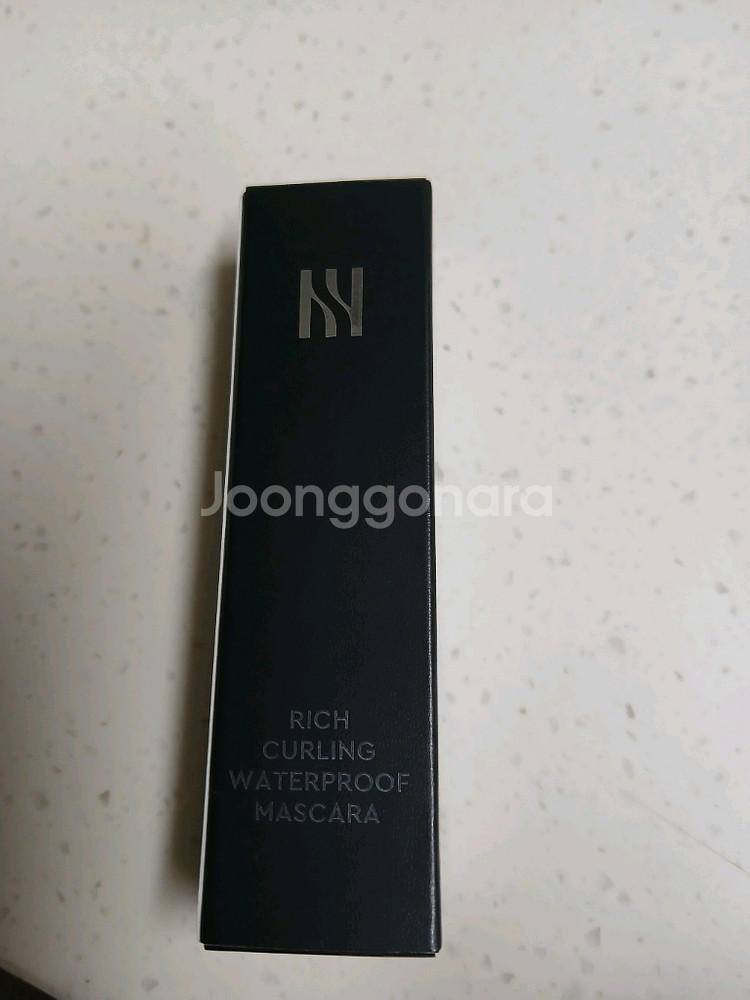 Joonggonara
RICH
CURLING
WATERPROOF
MASCARA